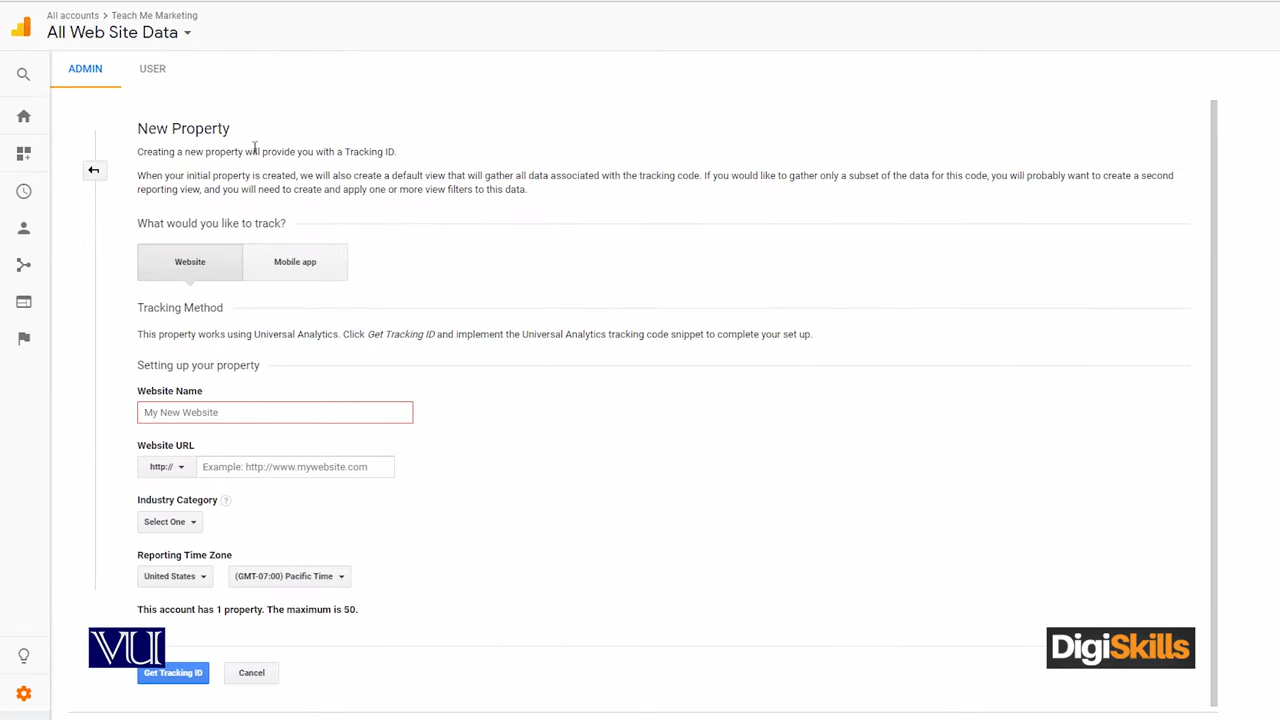 All accounts > Teach Me Marketing
All Web Site Data
ADMIN
USER
New Property
Creating a new property will provide you with a Tracking ID.
When your initial property is created, we will also create a default view that will gather all data associated with the tracking code. If you would like to gather only a subset of the data for this code, you will probably want to create a second
reporting view, and you will need to create and apply one or more view filters to this data.
What would you like to track?
Website
Mobile app
Tracking Method
This property works using Universal Analytics. Click Get Tracking ID and implement the Universal Analytics tracking code snippet to complete your set up.
Setting up your property
Website Name
My New Website
Website URL
http://
Example: http://www.mywebsite.com
Industry Category ?
Select One
Reporting Time Zone
United States
(GMT-07:00) Pacific Time
This account has 1 property. The maximum is 50.
VU
DigiSkills
Get Tracking ID
Cancel